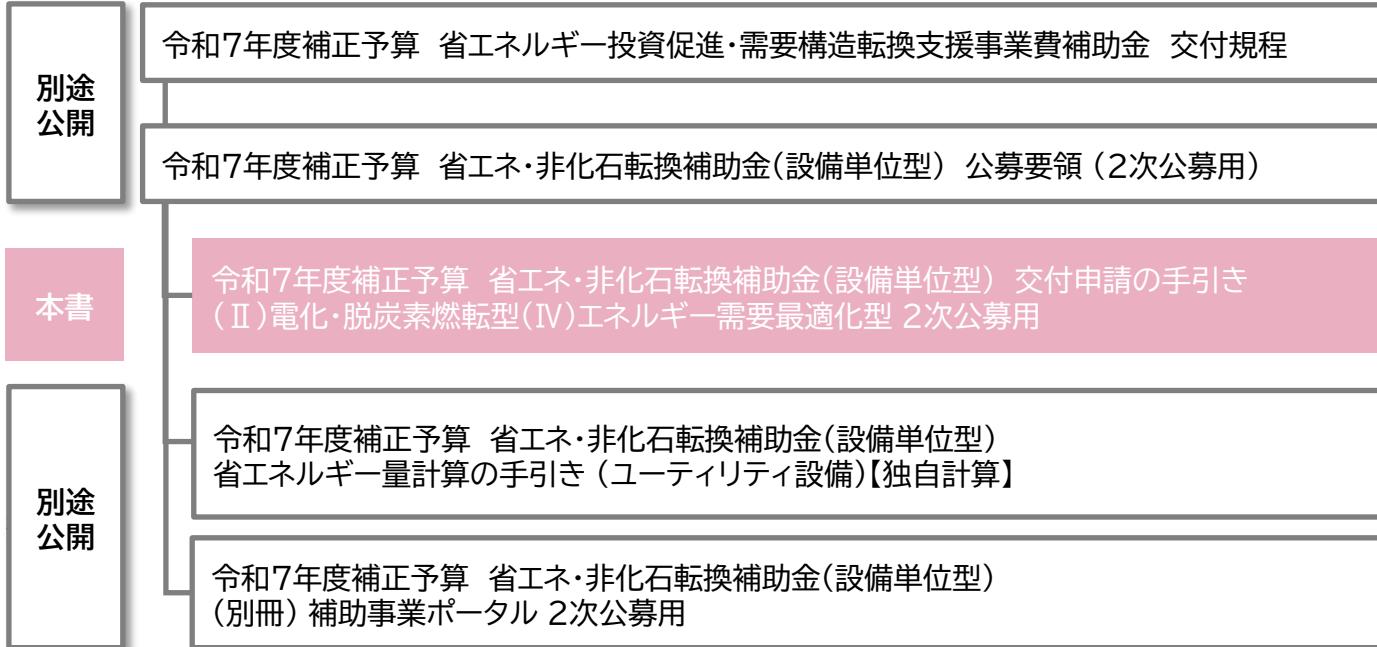 別途
公開
令和7年度補正予算 省エネルギー投資促進・需要構造転換支援事業費補助金 交付規程
令和7年度補正予算 省エネ・非化石転換補助金(設備単位型) 公募要領 (2次公募用)
本書
令和7年度補正予算 省エネ・非化石転換補助金(設備単位型) 交付申請の手引き
(Ⅱ)電化・脱炭素燃転型(Ⅳ)エネルギー需要最適化型 2次公募用
別途
公開
令和7年度補正予算 省エネ・非化石転換補助金(設備単位型)
省エネルギー量計算の手引き (ユーティリティ設備)【独自計算】
令和7年度補正予算 省エネ・非化石転換補助金(設備単位型)
(別冊) 補助事業ポータル 2次公募用